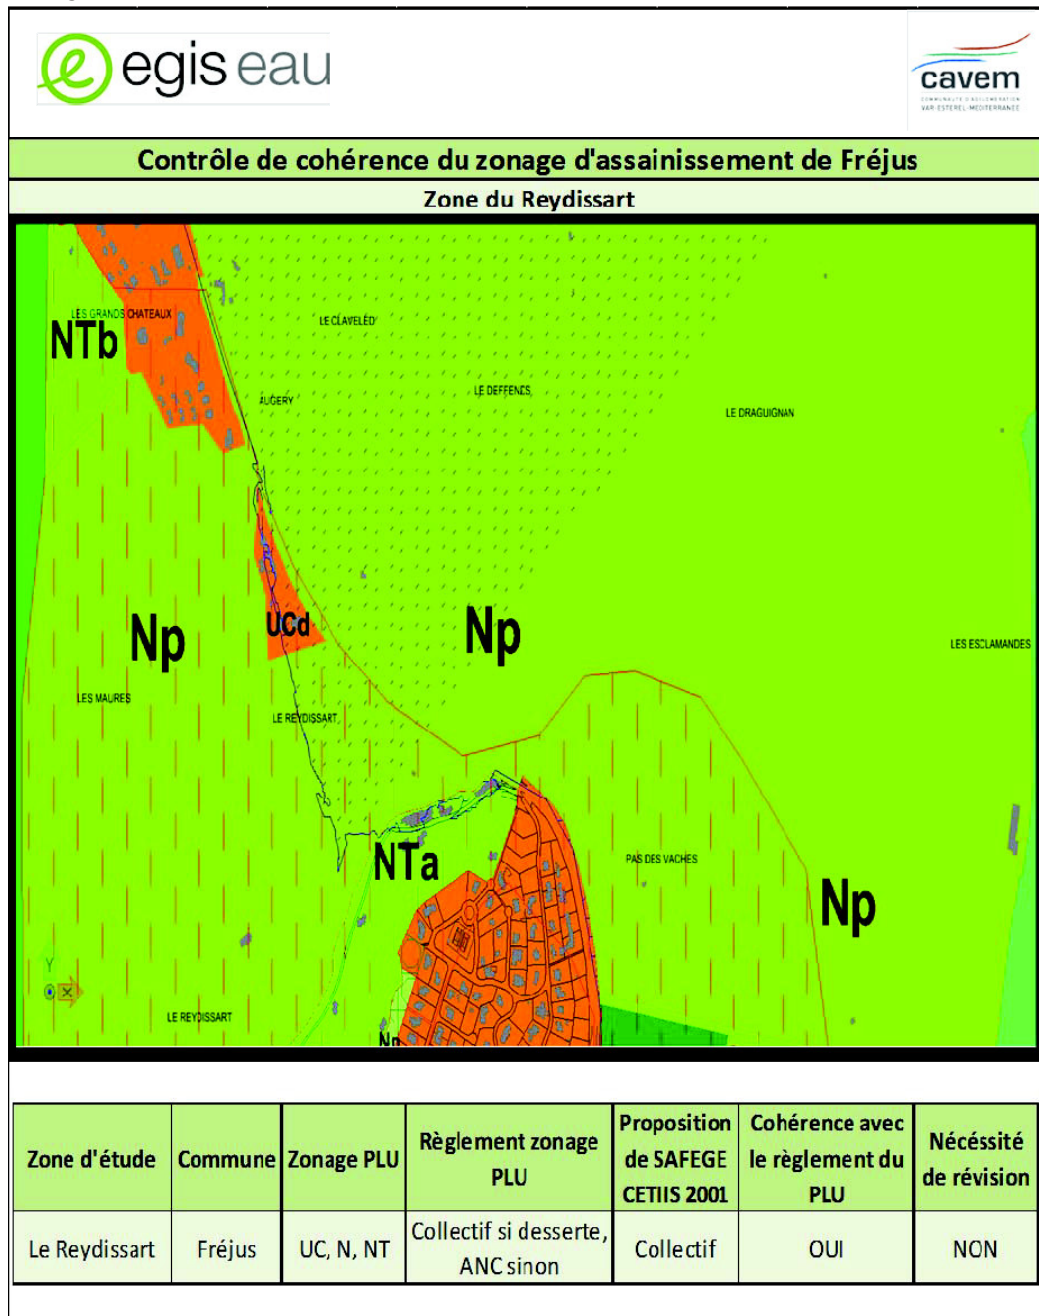 egis eau
cavem
COMMUNAUTÉ D'AGGLOMÉRATION
VAR-ESTEREL-MÉDITERRANÉE
Contrôle de cohérence du zonage d'assainissement de Fréjus
Zone du Reydissart
LES GRANDS CHATEAUX
NTb
LE CLAVELED
AUGERY
LE DEFFENDS
LE DRAGUIGNAN
UCd
Np
Np
LES ESCLAMANDES
LES MAURES
LE REYDISSART
NTa
PAS DES VACHES
Np
Y
X
LE REYDISSART
Np
Zone d'étude
Commune
Zonage PLU
Règlement zonage
PLU
Proposition
de SAFEGE
CETIIS 2001
Cohérence avec
le règlement du
PLU
Nécéssité
de révision
Le Reydissart
Fréjus
UC, N, NT
Collectif si desserte,
ANC sinon
Collectif
OUI
NON